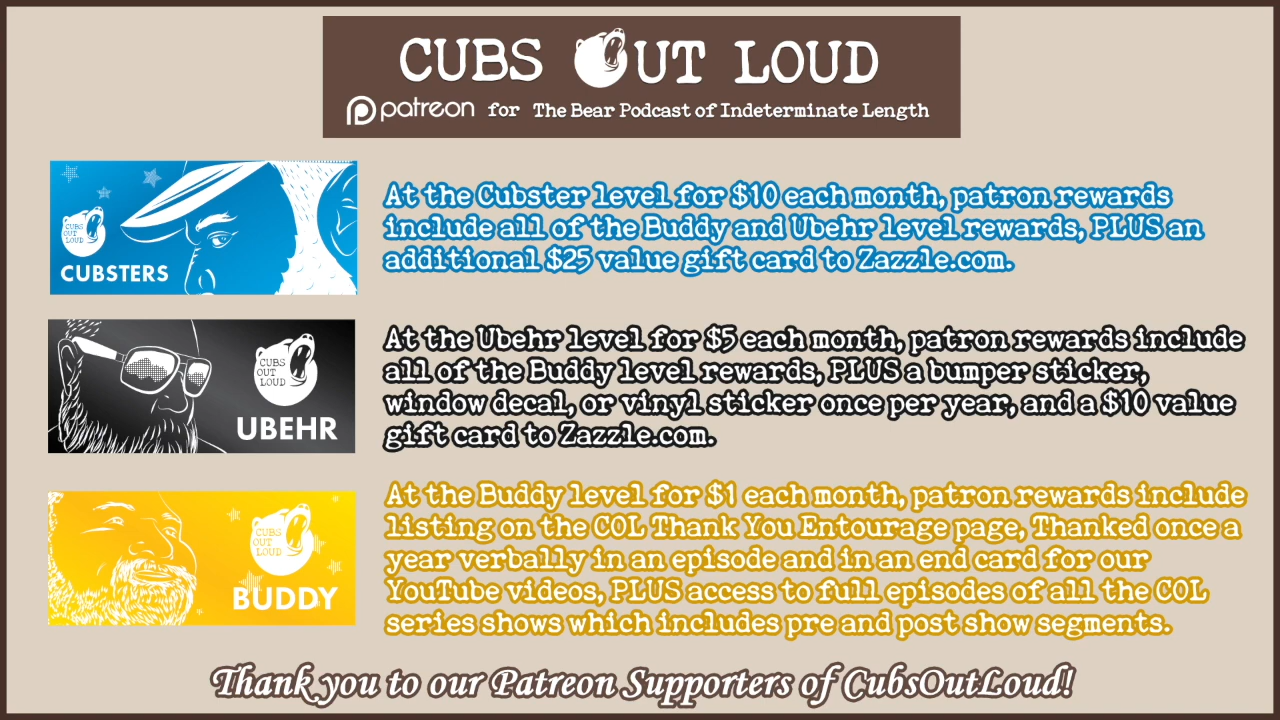 CUBS OUT LOUD
patreon for The Bear Podcast of Indeterminate Length
CUBS
OUT
LOUD
CUBSTERS
At the Cubster level for $10 each month, patron rewards
include all of the Buddy and Ubehr level rewards, PLUS an
additional $25 value gift card to Zazzle.com.
CUBS
OUT
LOUD
UBEHR
At the Ubehr level for $5 each month, patron rewards include
all of the Buddy level rewards, PLUS a bumper sticker,
window decal, or vinyl sticker once per year, and a $10 value
gift card to Zazzle.com.
CUBS
OUT
LOUD
BUDDY
At the Buddy level for $1 each month, patron rewards include
listing on the COL Thank You Entourage page, Thanked once a
year verbally in an episode and in an end card for our
YouTube videos, PLUS access to full episodes of all the COL
series shows which includes pre and post show segments.
Thank you to our Patreon Supporters of CubsOutLoud!